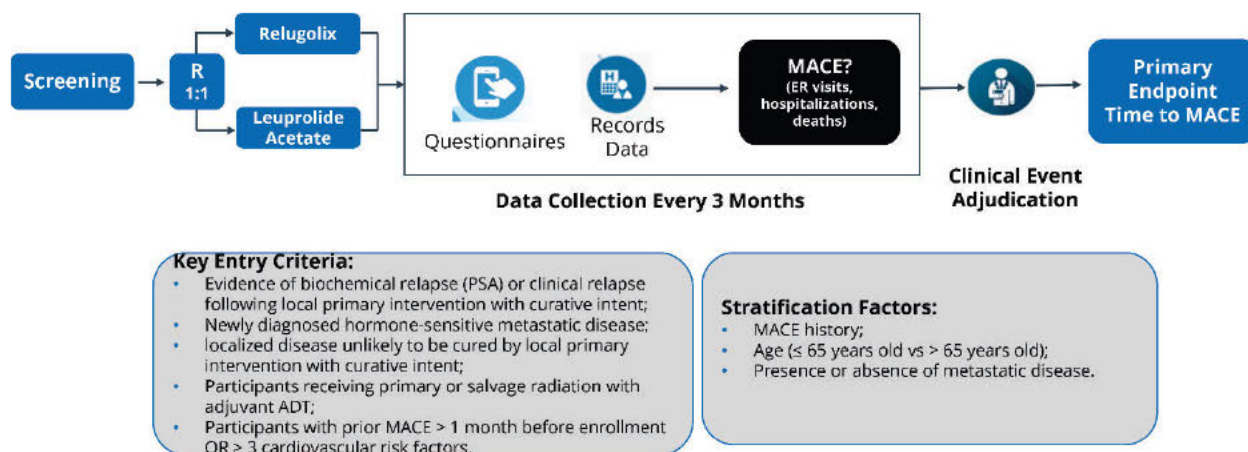 Screening
R
1:1
Relugolix
Leuprolide
Acetate
Questionnaires
Records
Data
MACE?
(ER visits,
hospitalizations,
deaths)
Data Collection Every 3 Months
Clinical Event
Adjudication
Primary
Endpoint
Time to MACE
Key Entry Criteria:
• Evidence of biochemical relapse (PSA) or clinical relapse
following local primary intervention with curative intent;
• Newly diagnosed hormone-sensitive metastatic disease;
• localized disease unlikely to be cured by local primary
intervention with curative intent;
• Participants receiving primary or salvage radiation with
adjuvant ADT;
• Participants with prior MACE > 1 month before enrollment
OR ≥ 3 cardiovascular risk factors.
Stratification Factors:
• MACE history;
• Age (≤ 65 years old vs > 65 years old);
• Presence or absence of metastatic disease.